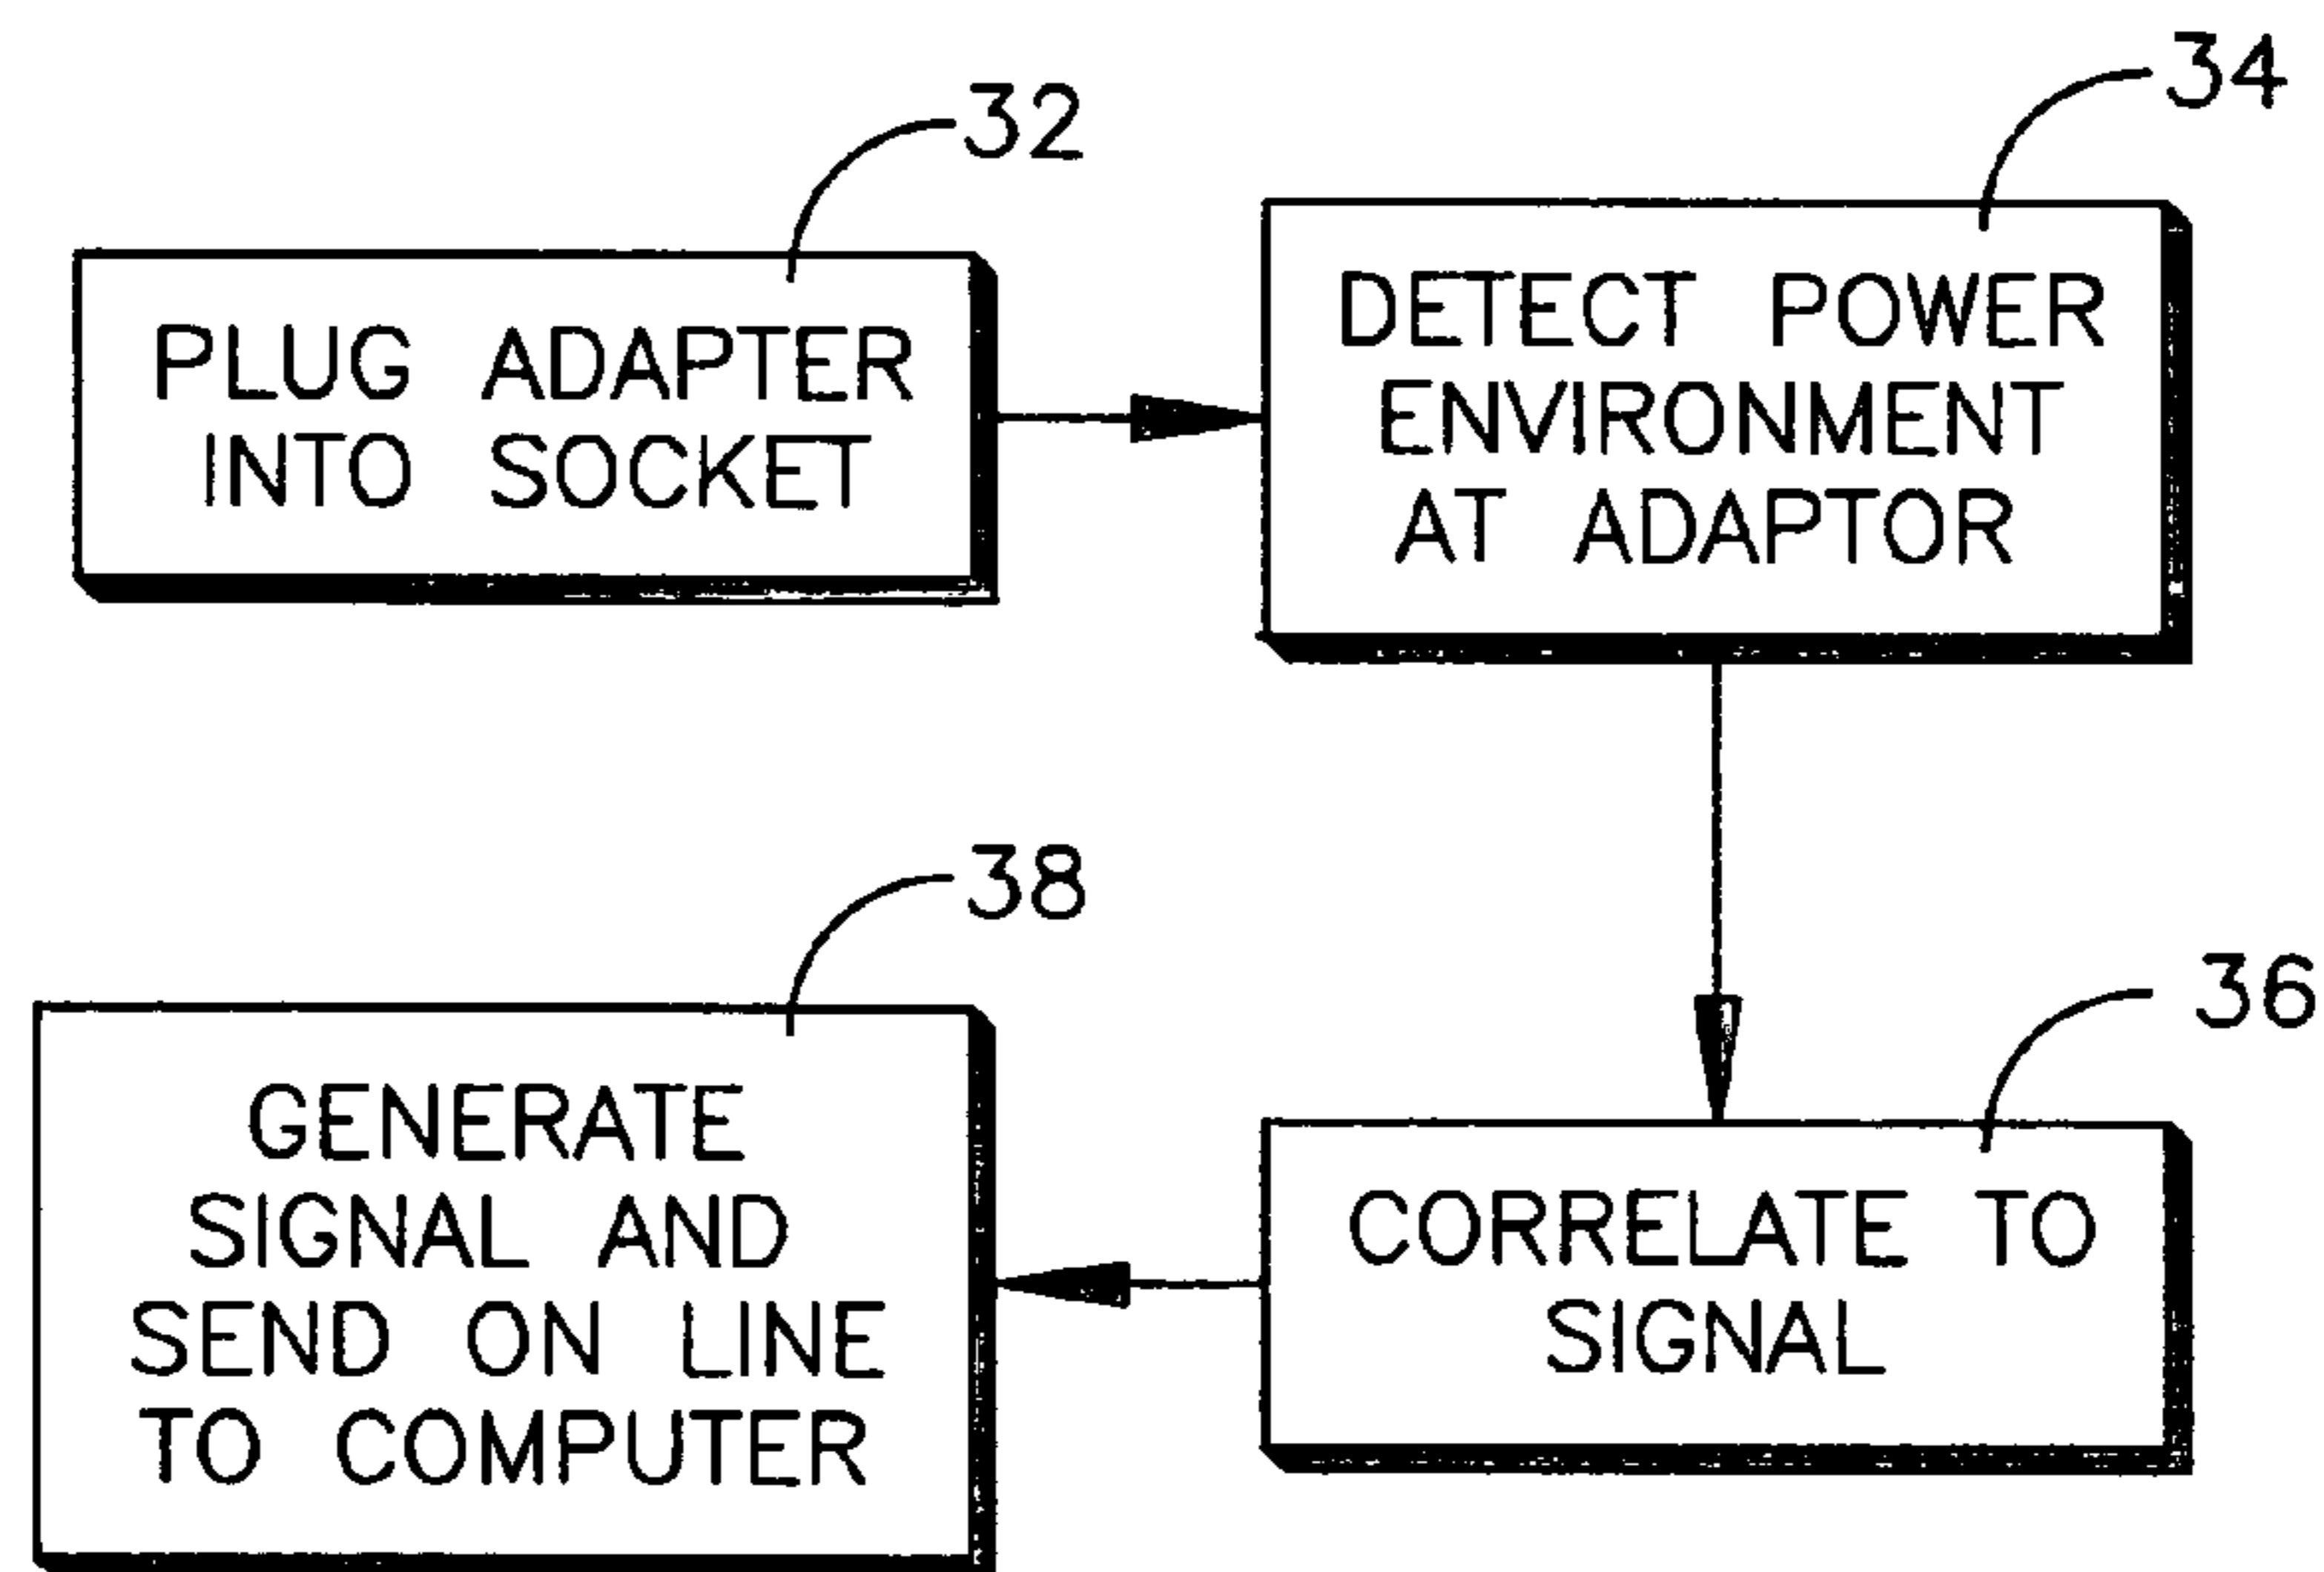 32
PLUG ADAPTER
INTO SOCKET
34
DETECT POWER
ENVIRONMENT
AT ADAPTOR
36
CORRELATE TO
SIGNAL
38
GENERATE
SIGNAL AND
SEND ON LINE
TO COMPUTER